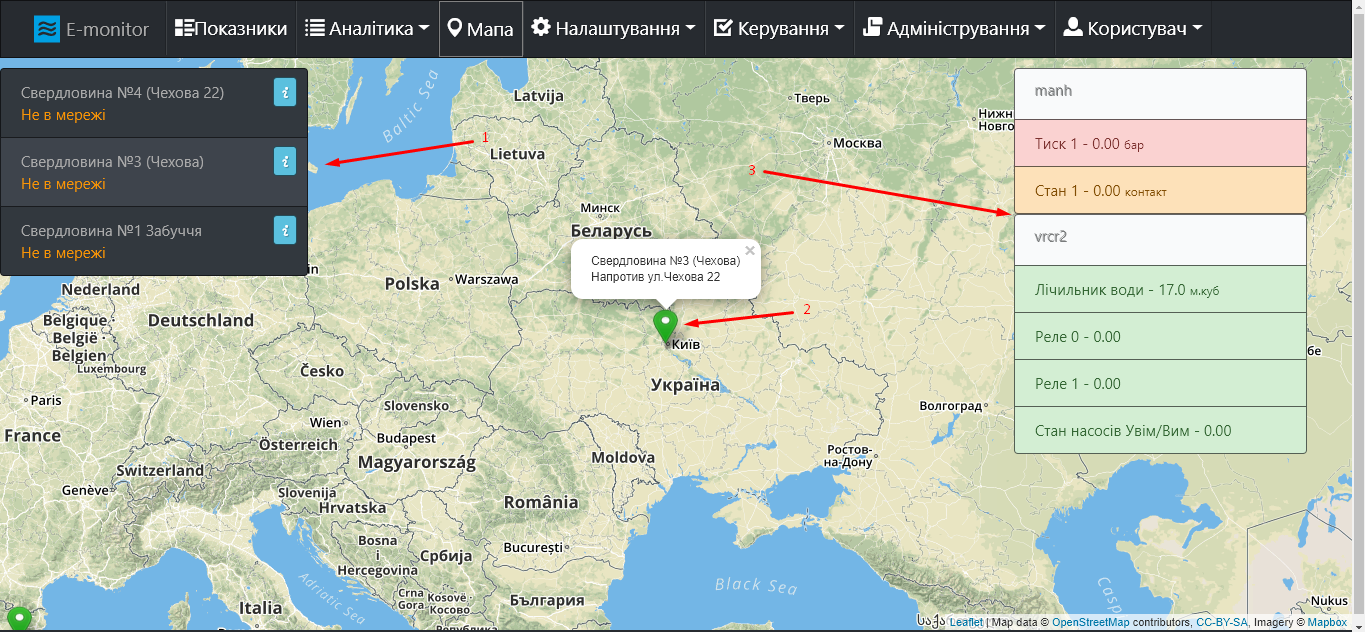 E-monitor
Показники
Аналітика
Мапа
Налаштування
Керування
Адміністрування
Користувач
Свердловина №4 (Чехова 22)
Не в мережі
Свердловина №3 (Чехова)
Не в мережі
Свердловина №1 Забуччя
Не в мережі
1
2
3
Свердловина №3 (Чехова)
Напротив ул.Чехова 22
×
manh
Тиск 1 - 0.00 бар
Стан 1 - 0.00 контакт
vrcr2
Лічильник води - 17.0 м.куб
Реле 0 - 0.00
Реле 1 - 0.00
Стан насосів Увім/Вим - 0.00
Baltic Sea
Latvija
Lietuva
Тверь
Москва
Минск
Беларусь
Polska
Warszawa
Nederland
Belgique ·
België ·
Belgien
Luxembourg
Deutschland
Česko
Київ
Україна
Paris
France
Slovensko
Wien
Österreich
Budapest
Magyarország
Moldova
Волгоград
Ростов-
на-Дону
Switzerland
Genève
Slovenija
Hrvatska
România
Bosna
i
Hercegovina
Србија
București
Crna
Gora
Kosovë -
Косово
България
Italia
Adriatic Sea
Black Sea
Nukus
Leaflet | Map data © OpenStreetMap contributors, CC-BY-SA, Imagery © Mapbox